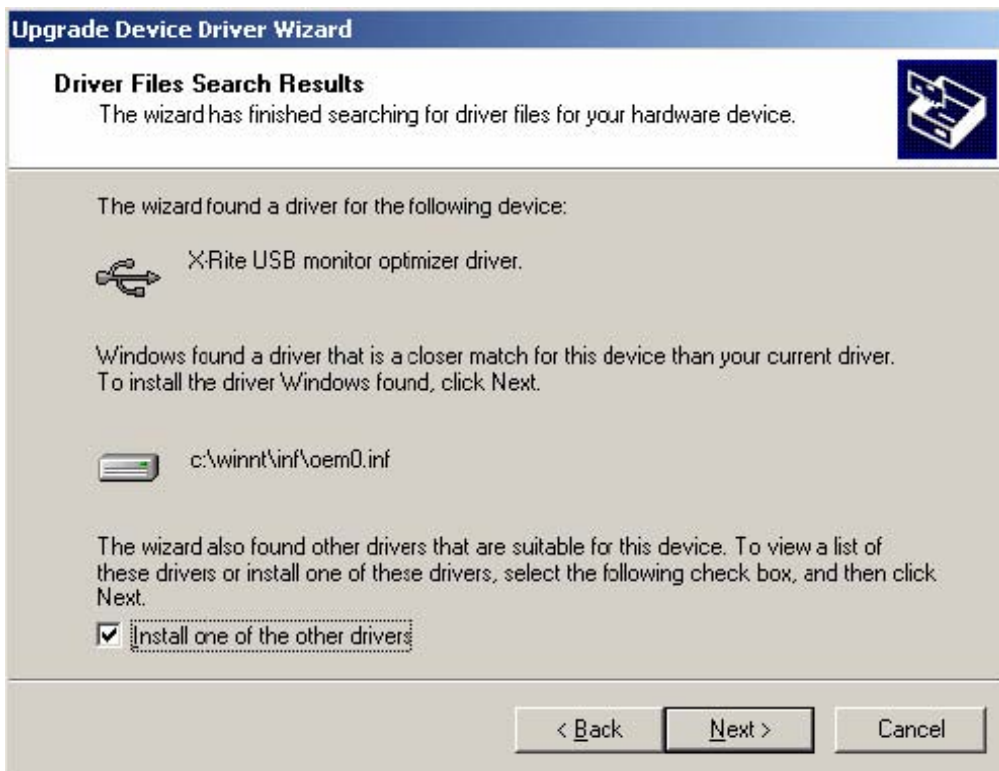 Upgrade Device Driver Wizard
Driver Files Search Results
The wizard has finished searching for driver files for your hardware device.
The wizard found a driver for the following device:
X-Rite USB monitor optimizer driver.
Windows found a driver that is a closer match for this device than your current driver.
To install the driver Windows found, click Next.
c:\winnt\inf\oem0.inf
The wizard also found other drivers that are suitable for this device. To view a list of
these drivers or install one of these drivers, select the following check box, and then click
Next.
Install one of the other drivers
< Back
Next >
Cancel